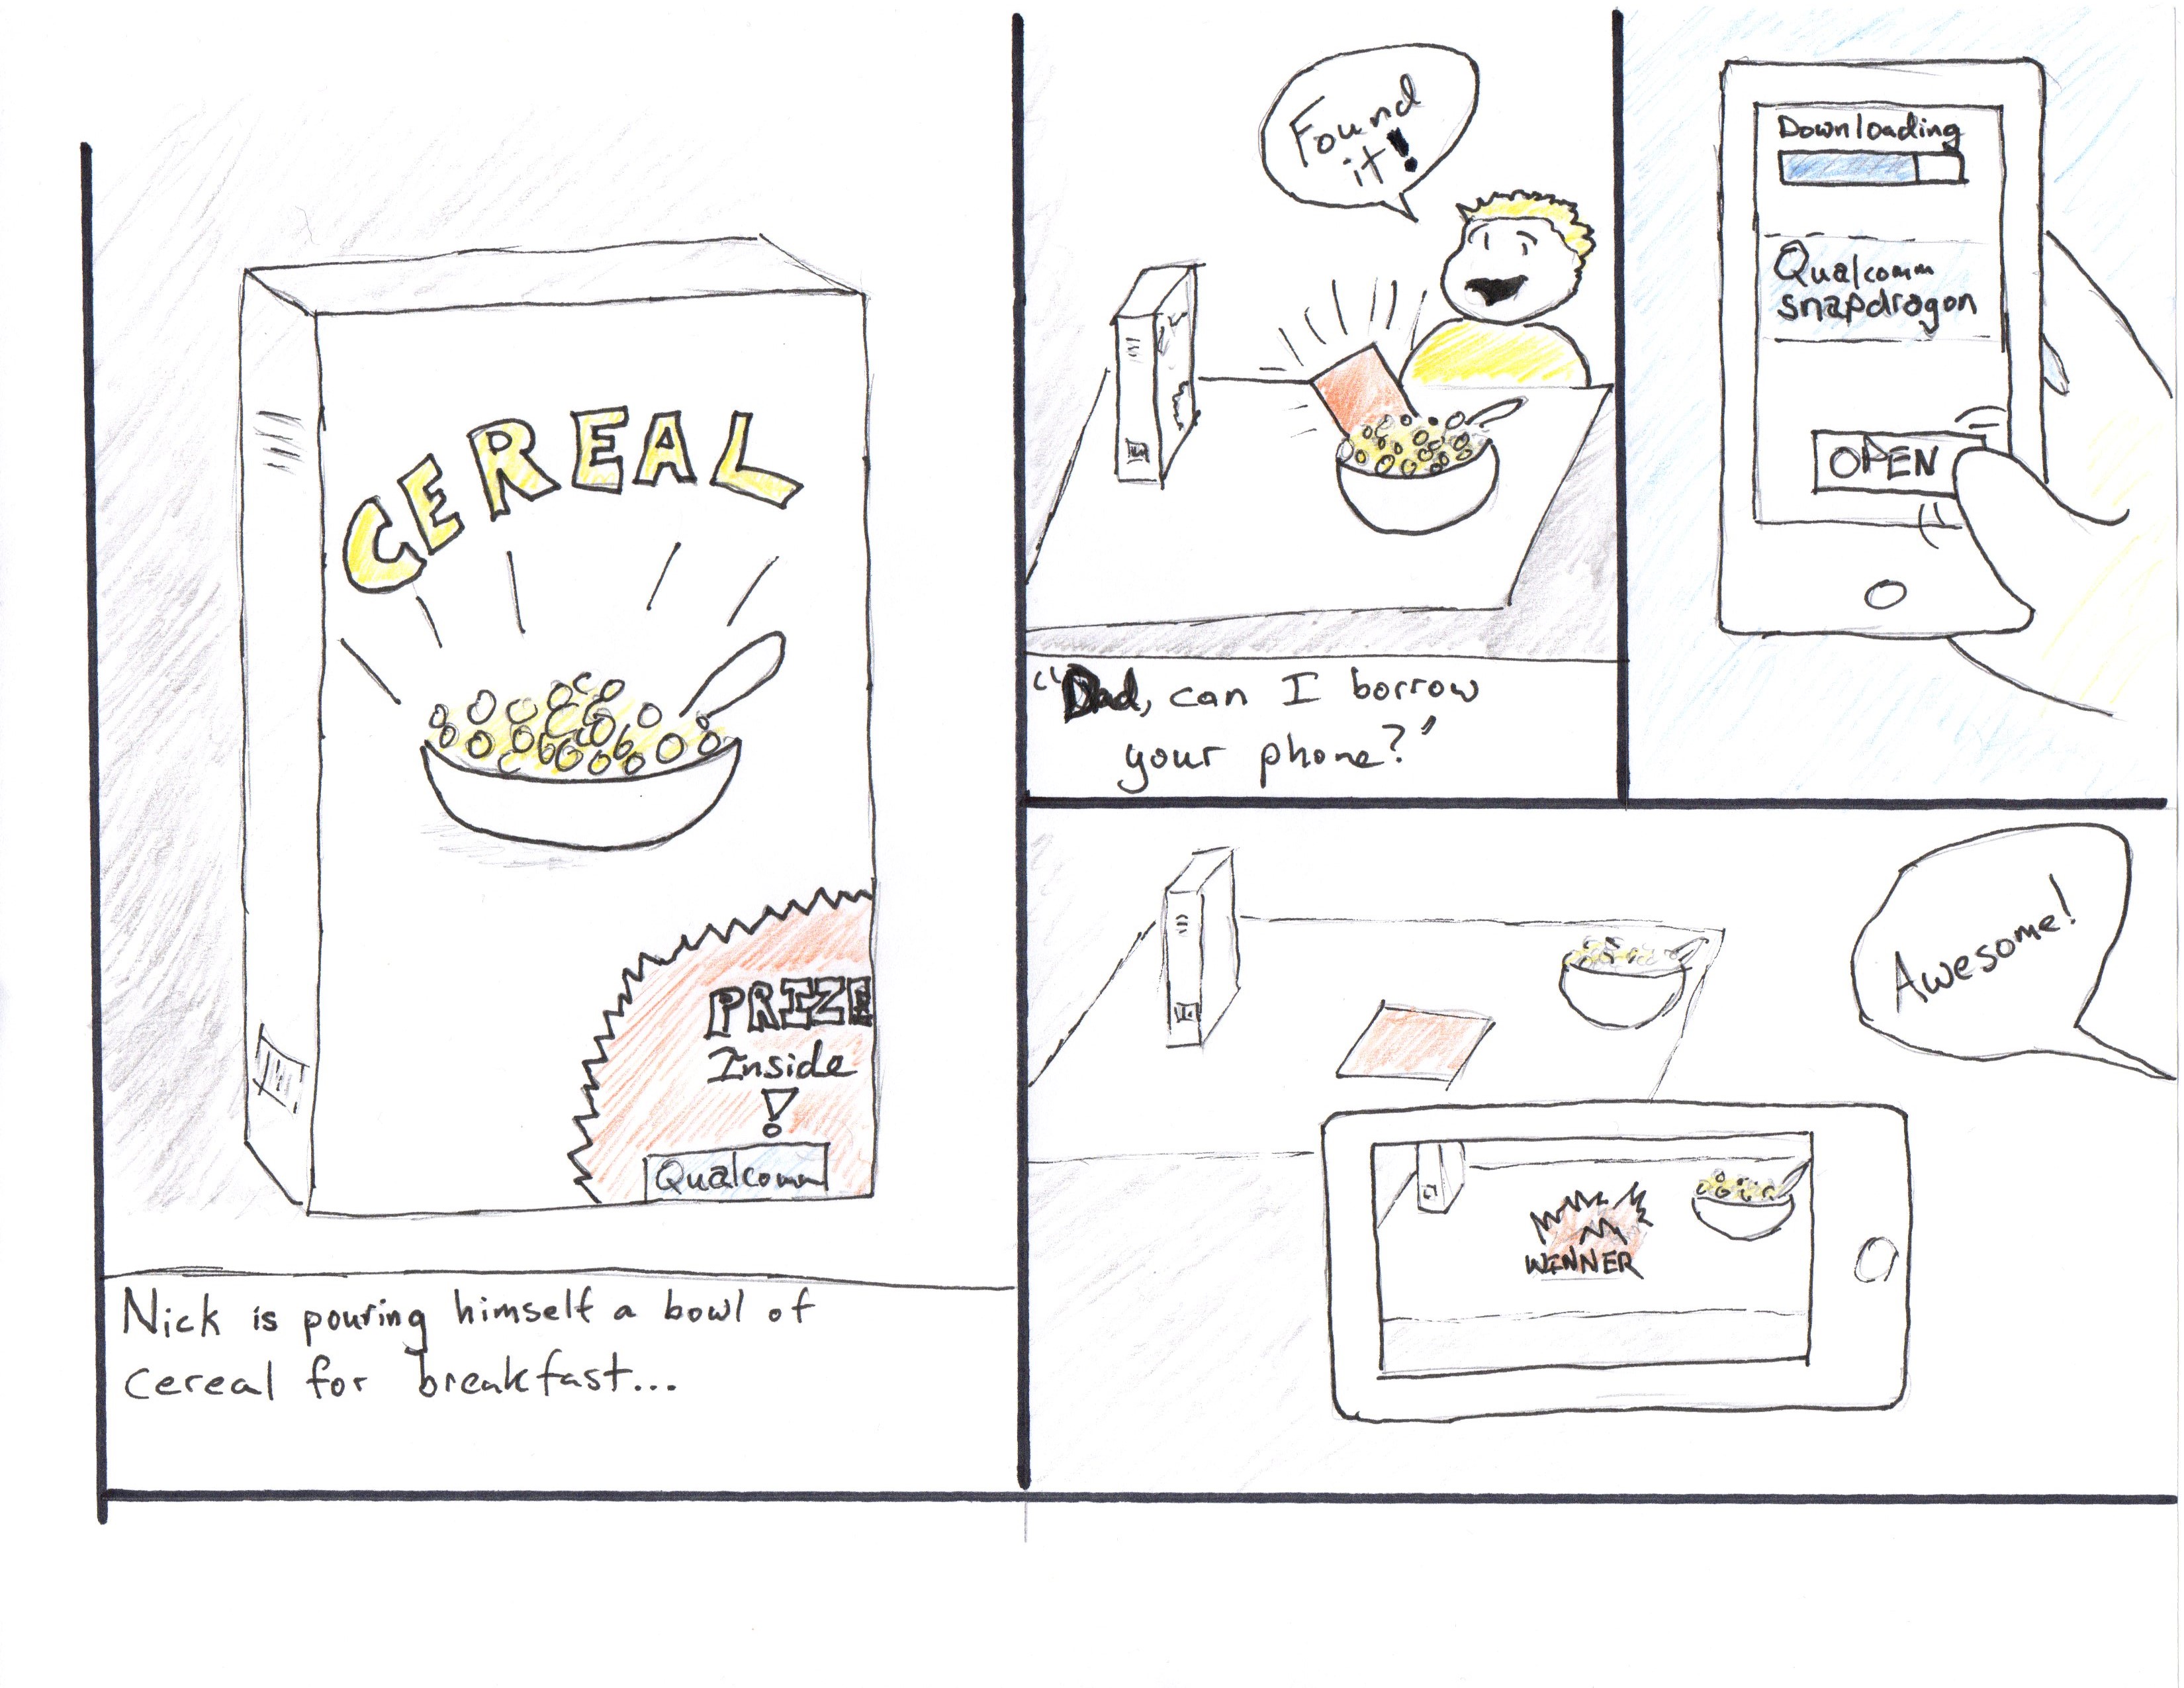 CEREAL
PRIZE
Inside
!
Qualcomm
Nick is pouring himself a bowl of
cereal for breakfast...
Found
it!
"Dad, can I borrow
your phone?"
Downloading
Qualcomm
snapdragon
OPEN
Awesome!
WINNER